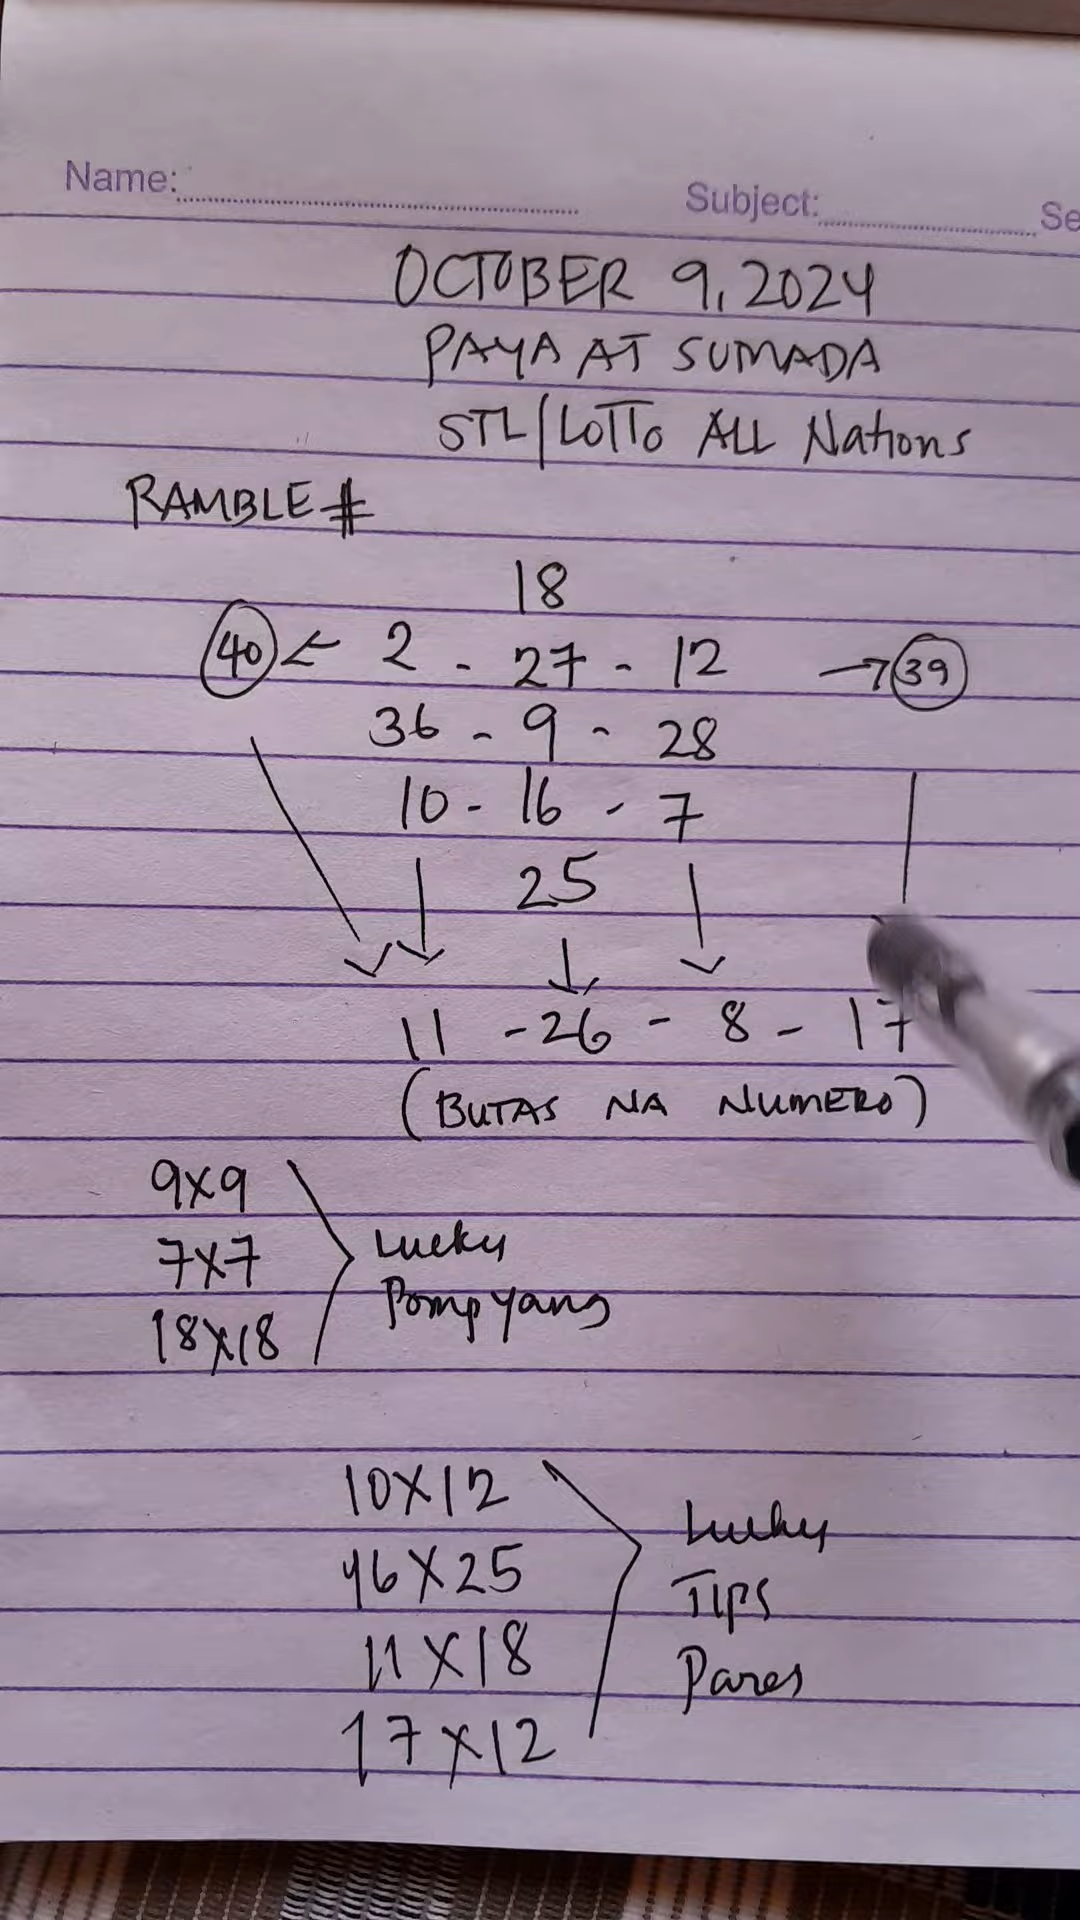 Name: Subject: Se
OCTOBER 9, 2024
PAYA AT SUMADA
STL/LOTTO ALL Nations
RAMBLE #
18
40 ← 2 - 27 - 12 → 39
36 - 9 - 28
10 - 16 - 7
25
11 - 26 - 8 - 17
(BUTAS NA NUMERO)
9X9
7X7
18X18
Lucky
Pompyang
10X12
16X25
11X18
17X12
Lucky
Tips
Pares